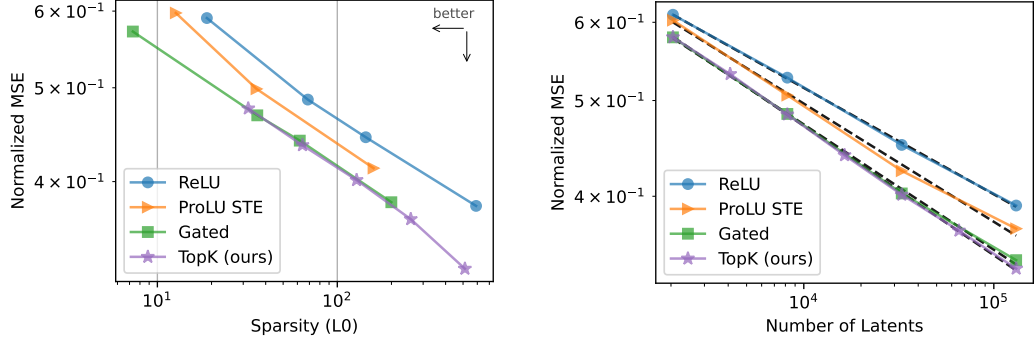 better
Normalized MSE
6 × 10⁻¹
5 × 10⁻¹
4 × 10⁻¹
ReLU
ProLU STE
Gated
TopK (ours)
10¹
10²
Sparsity (L0)
Normalized MSE
6 × 10⁻¹
5 × 10⁻¹
4 × 10⁻¹
ReLU
ProLU STE
Gated
TopK (ours)
10⁴
10⁵
Number of Latents